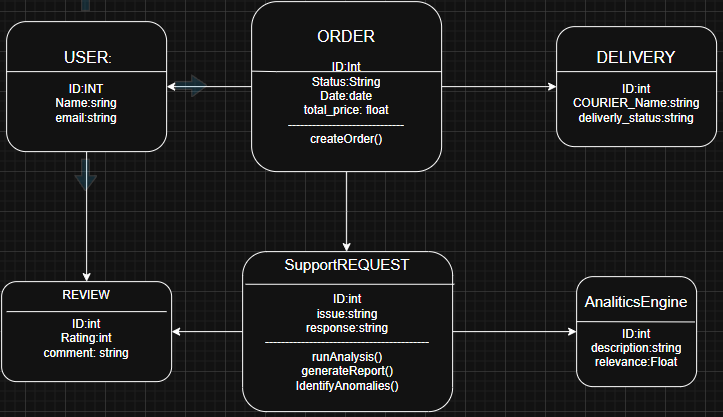 USER:
ID:INT
Name:sring
email:string
ORDER
ID:Int
Status:String
Date:date
total_price: float
createOrder()
DELIVERY
ID:int
COURIER_Name:string
deliverly_status:string
REVIEW
ID:int
Rating:int
comment: string
SupportREQUEST
ID:int
issue:string
response:string
runAnalysis()
generateReport()
IdentifyAnomalies()
AnaliticsEngine
ID:int
description:string
relevance:Float